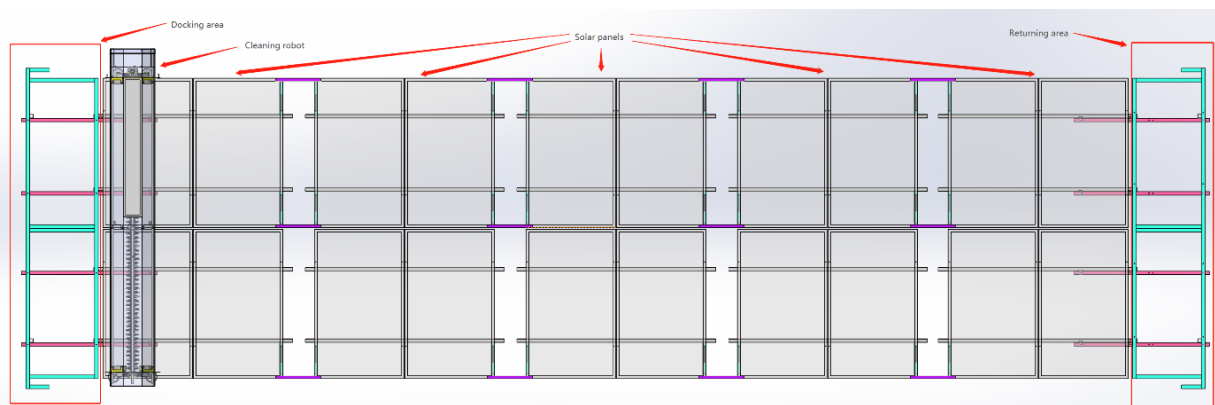 Docking area
Cleaning robot
Solar panels
Returning area